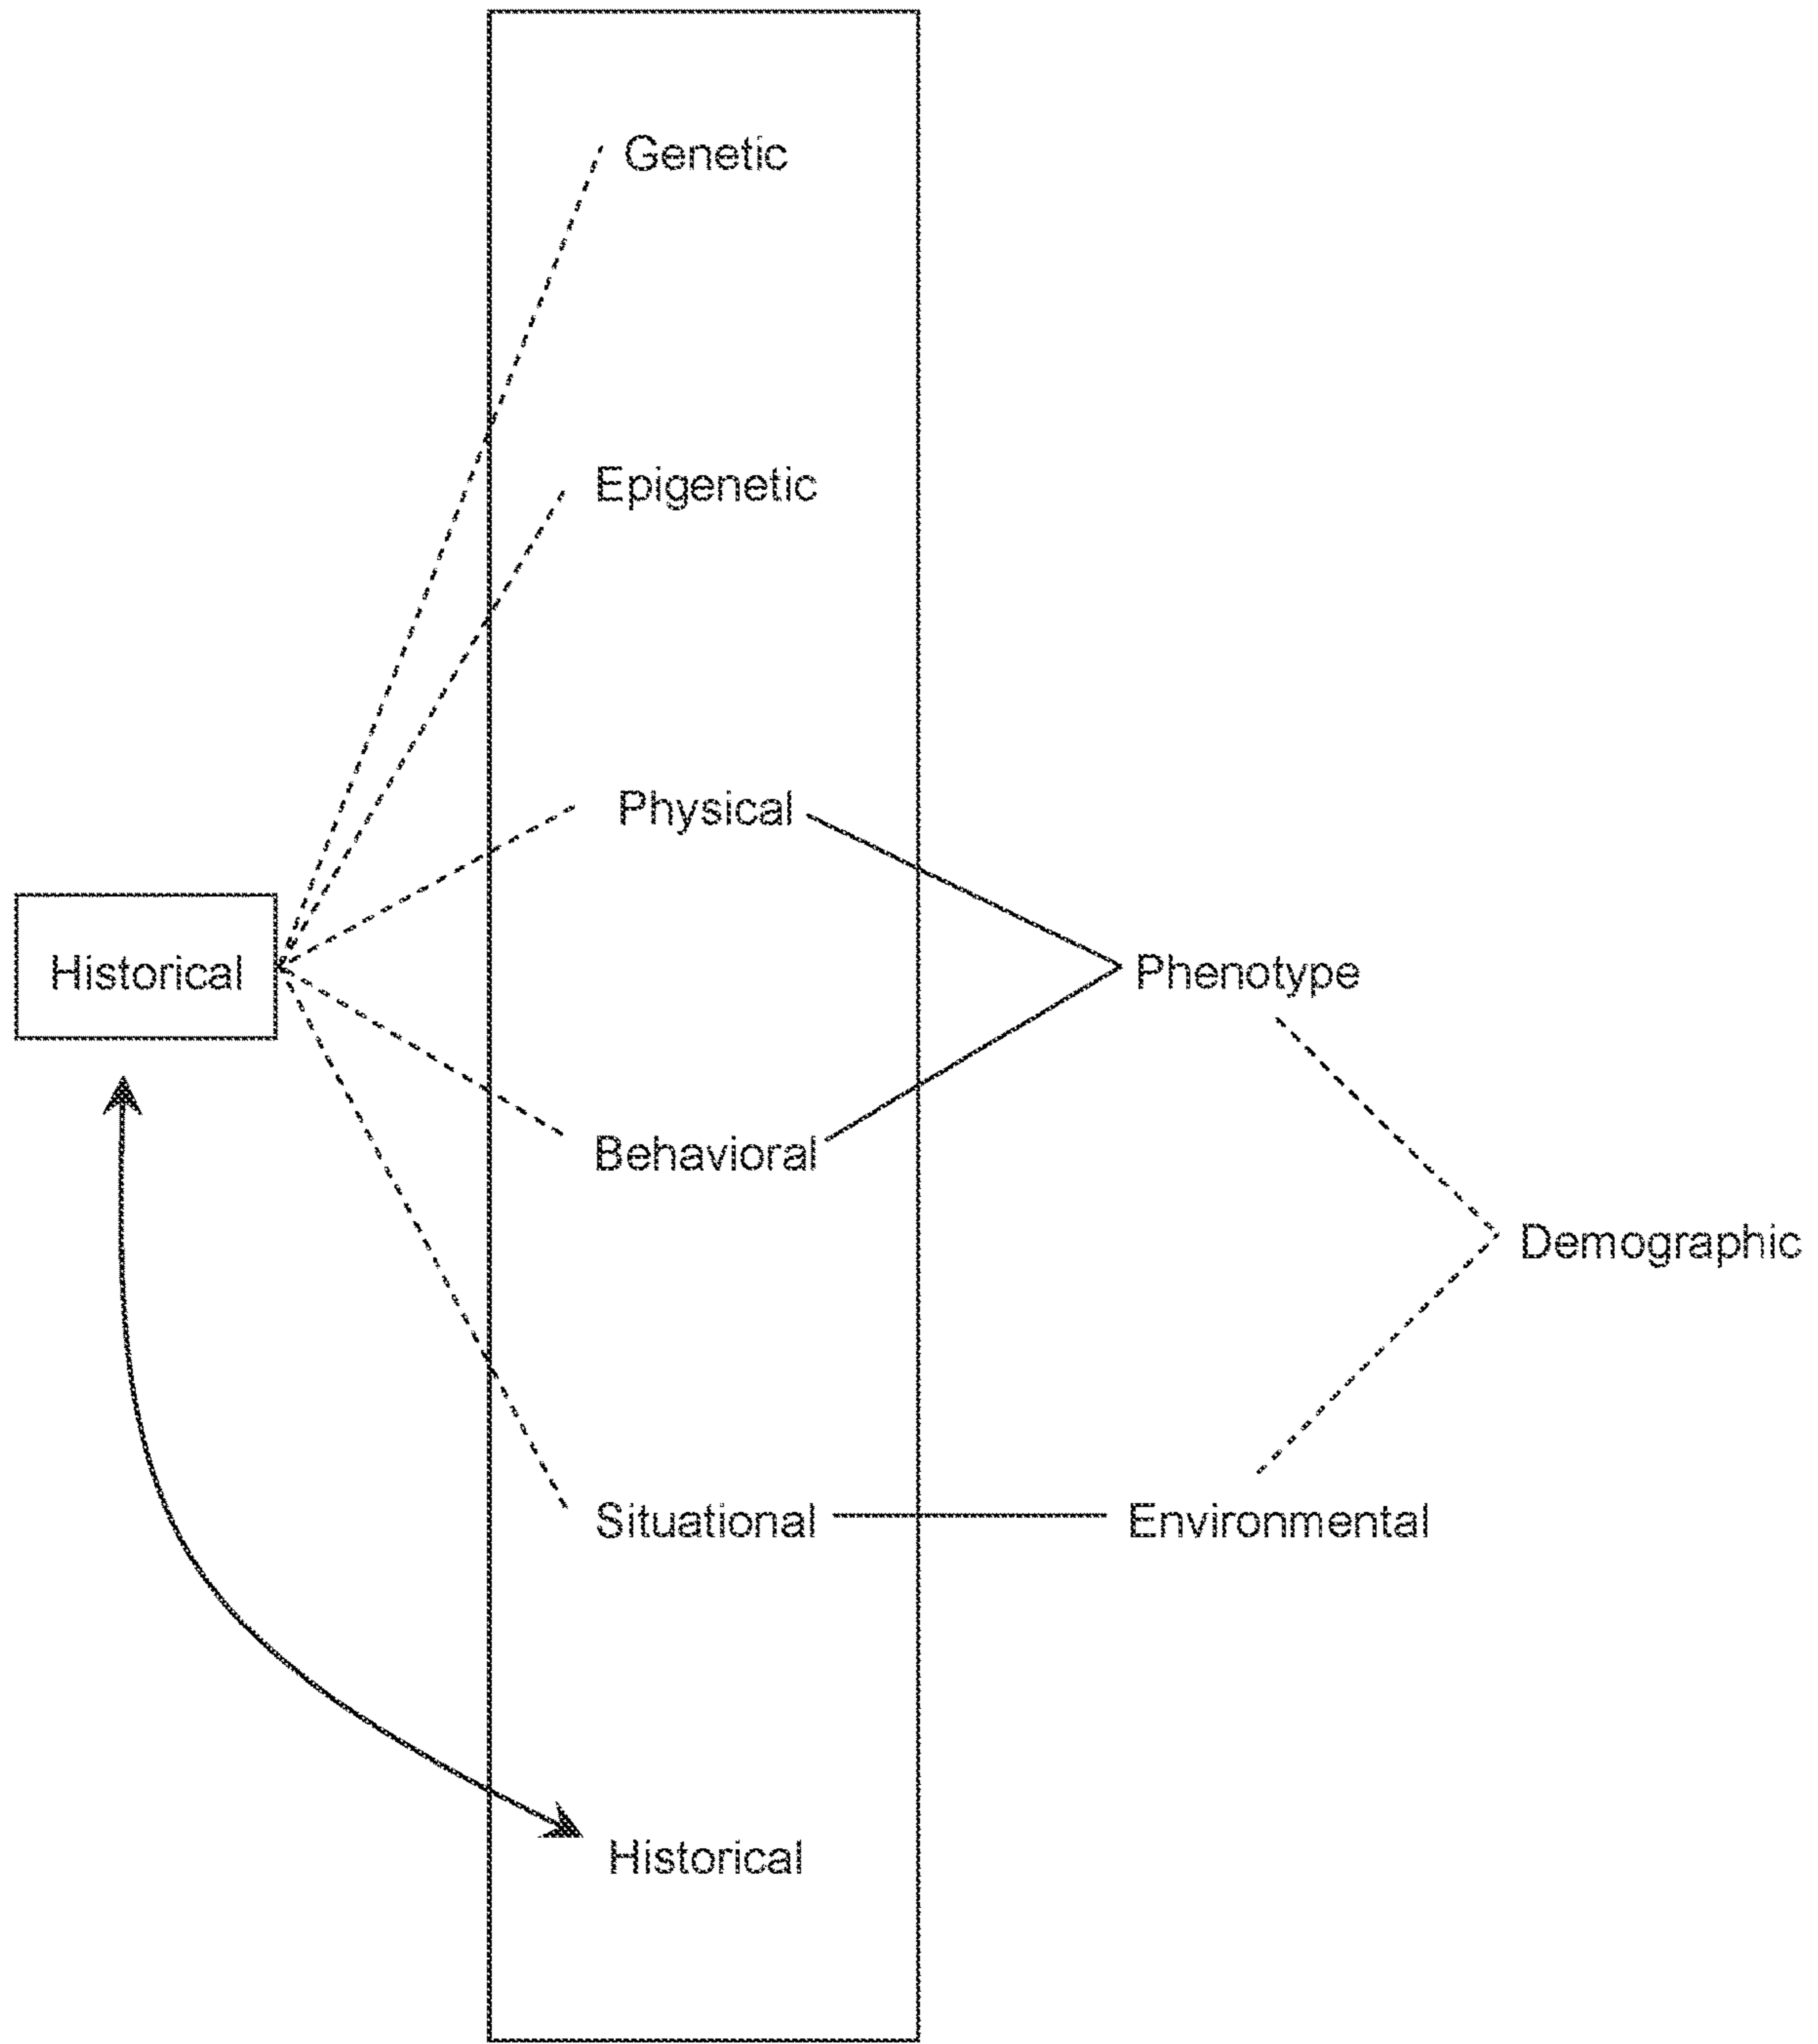 Genetic
Epigenetic
Physical
Historical
Phenotype
Behavioral
Demographic
Situational
Environmental
Historical